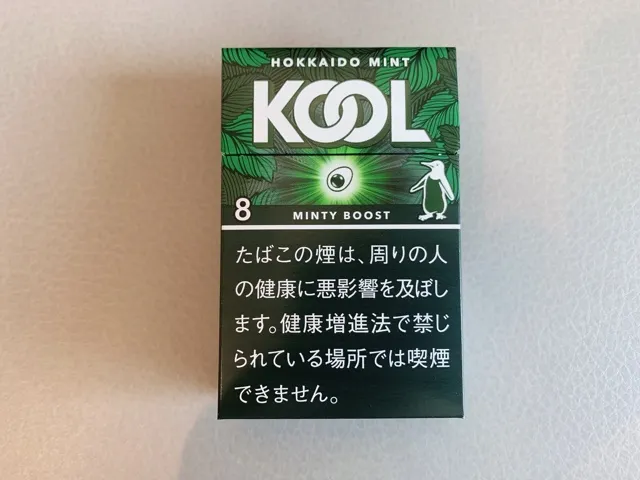 HOKKAIDO MINT
KOOL
8 MINTY BOOST
たばこの煙は、周りの人
の健康に悪影響を及ぼし
ます。健康増進法で禁じ
られている場所では喫煙
できません。